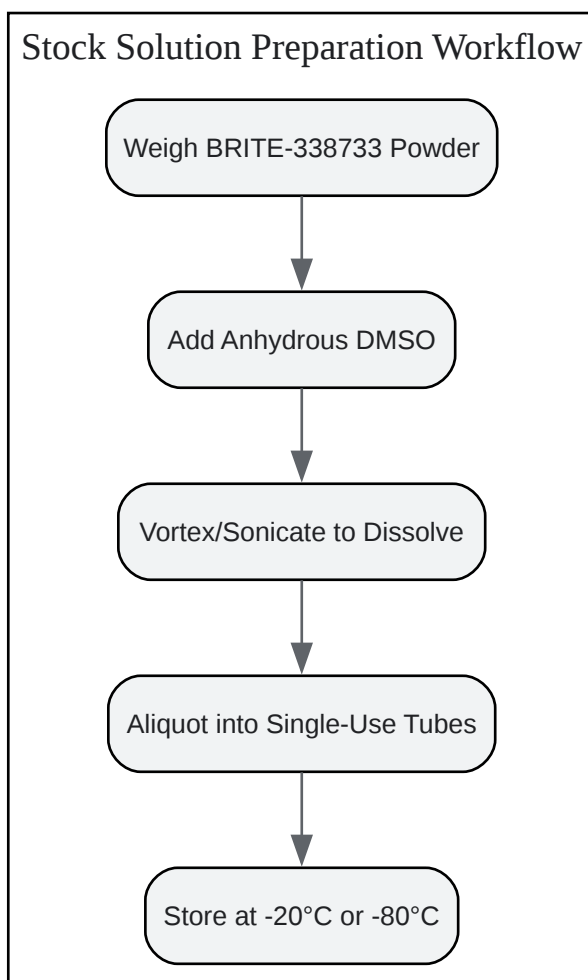 Stock Solution Preparation Workflow
Weigh BRITE-338733 Powder
Add Anhydrous DMSO
Vortex/Sonicate to Dissolve
Aliquot into Single-Use Tubes
Store at -20°C or -80°C